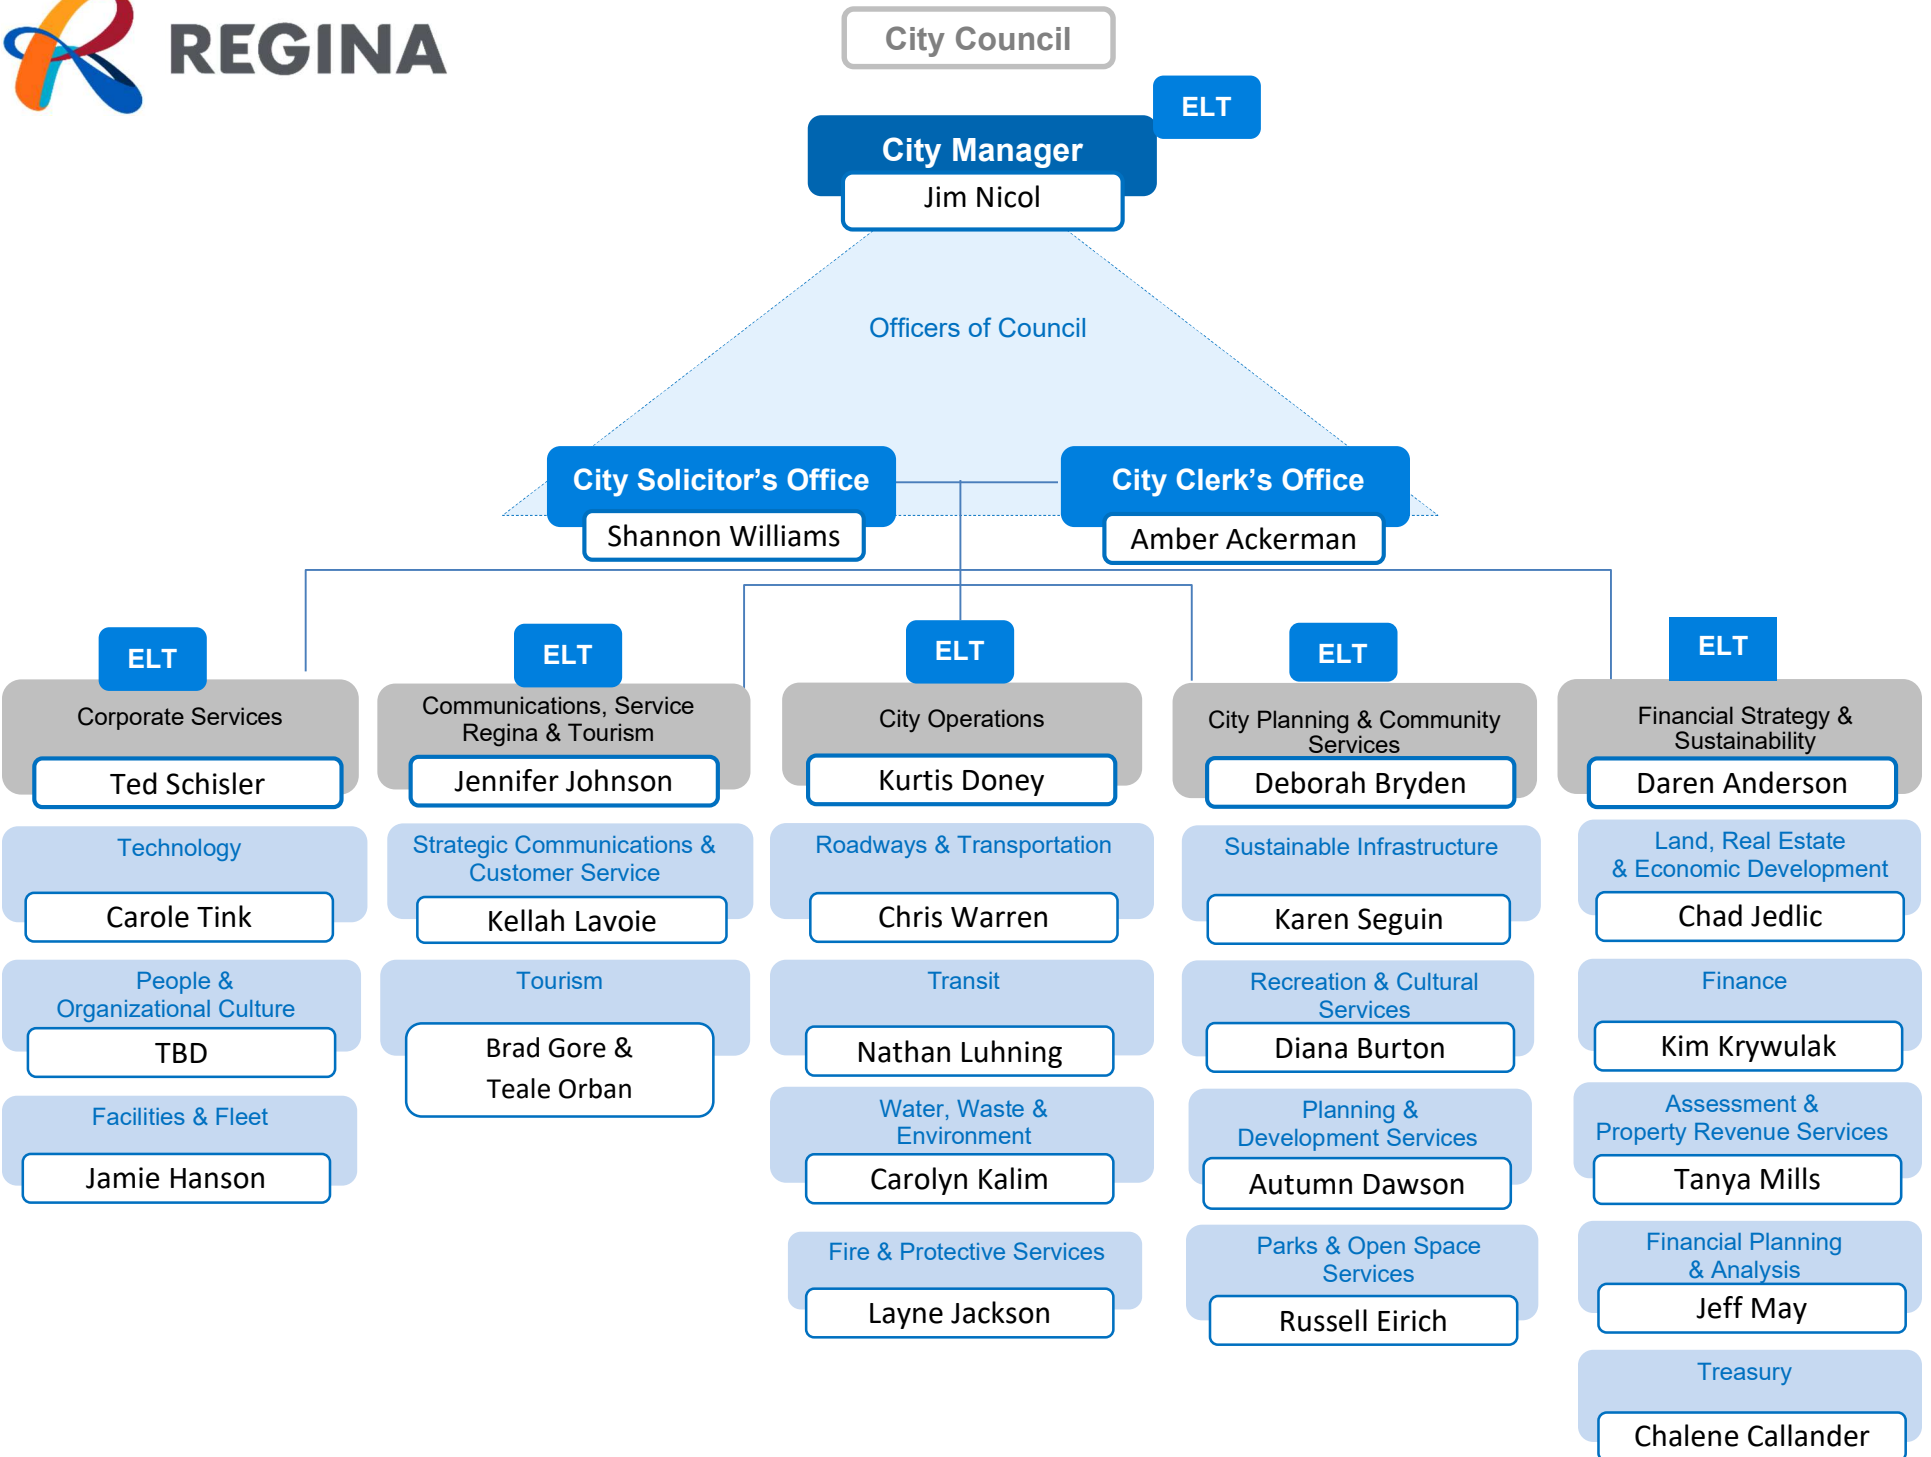 REGINA
City Council
ELT
City Manager
Jim Nicol
Officers of Council
City Solicitor’s Office
Shannon Williams
City Clerk’s Office
Amber Ackerman
ELT
Corporate Services
Ted Schisler
Technology
Carole Tink
People &
Organizational Culture
TBD
Facilities & Fleet
Jamie Hanson
ELT
Communications, Service
Regina & Tourism
Jennifer Johnson
Strategic Communications &
Customer Service
Kellah Lavoie
Tourism
Brad Gore &
Teale Orban
ELT
City Operations
Kurtis Doney
Roadways & Transportation
Chris Warren
Transit
Nathan Luhning
Water, Waste &
Environment
Carolyn Kalim
Fire & Protective Services
Layne Jackson
ELT
City Planning & Community
Services
Deborah Bryden
Sustainable Infrastructure
Karen Seguin
Recreation & Cultural
Services
Diana Burton
Planning &
Development Services
Autumn Dawson
Parks & Open Space
Services
Russell Eirich
ELT
Financial Strategy &
Sustainability
Daren Anderson
Land, Real Estate
& Economic Development
Chad Jedlic
Finance
Kim Krywulak
Assessment &
Property Revenue Services
Tanya Mills
Financial Planning
& Analysis
Jeff May
Treasury
Chalene Callander